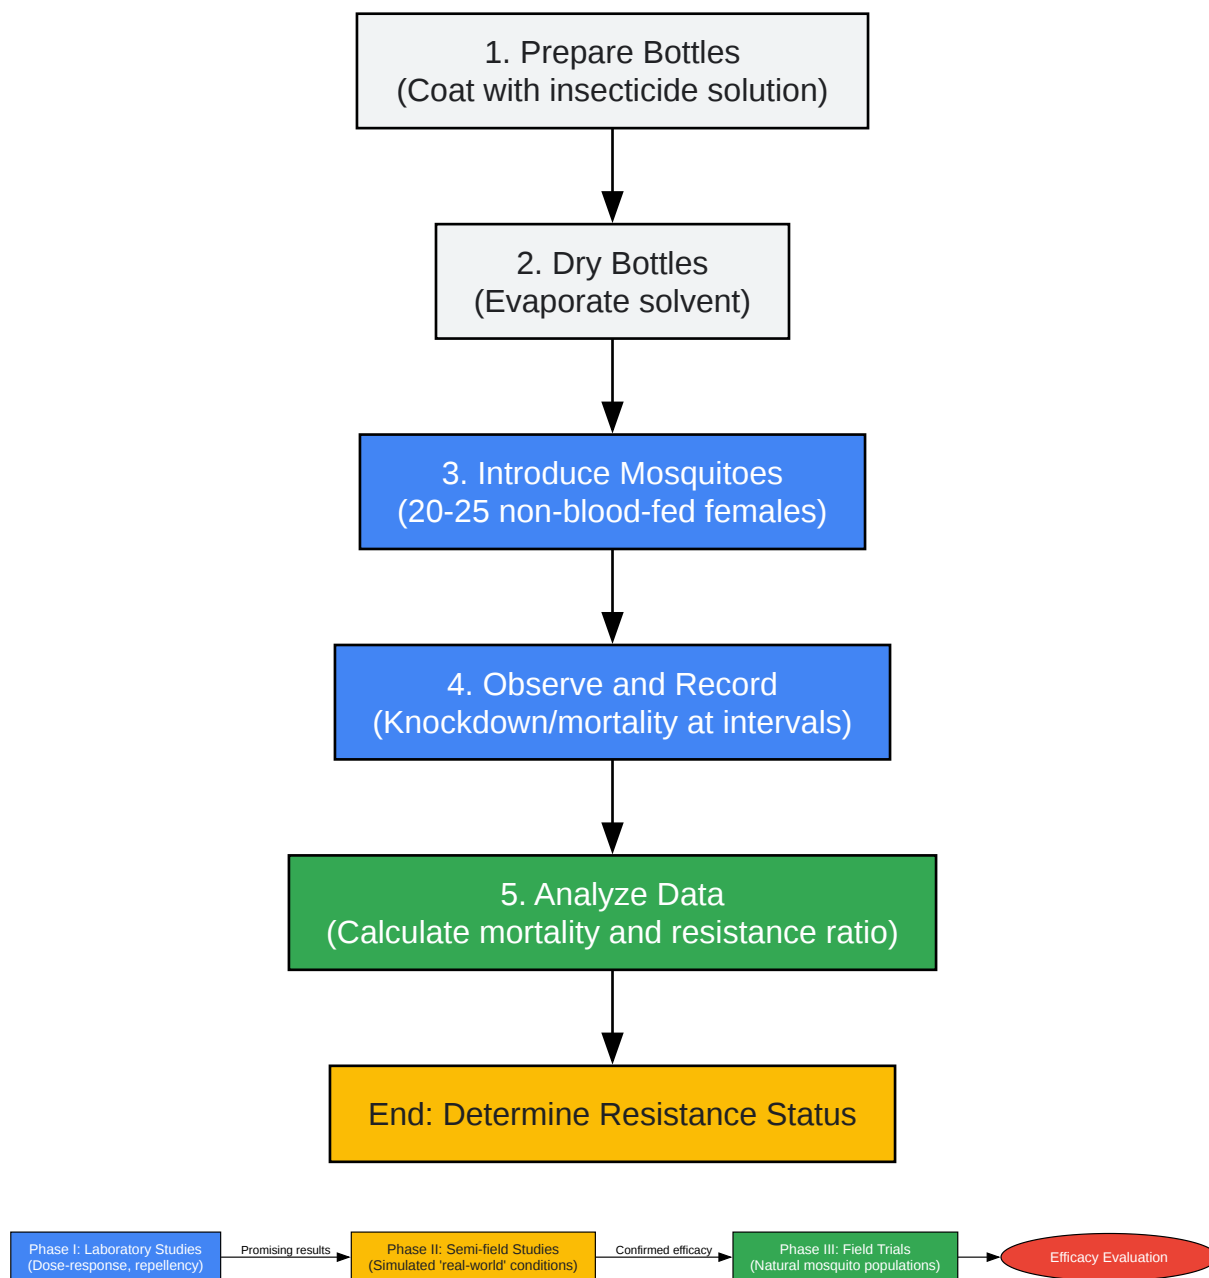 1. Prepare Bottles
(Coat with insecticide solution)
2. Dry Bottles
(Evaporate solvent)
3. Introduce Mosquitoes
(20-25 non-blood-fed females)
4. Observe and Record
(Knockdown/mortality at intervals)
5. Analyze Data
(Calculate mortality and resistance ratio)
End: Determine Resistance Status
Phase I: Laboratory Studies
(Dose-response, repellency)
Promising results
Phase II: Semi-field Studies
(Simulated 'real-world' conditions)
Confirmed efficacy
Phase III: Field Trials
(Natural mosquito populations)
Efficacy Evaluation